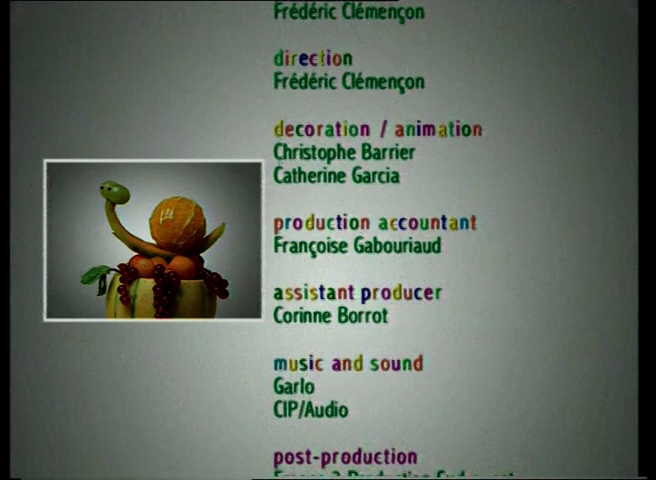 Frédéric Clémençon
direction
Frédéric Clémençon
decoration / animation
Christophe Barrier
Catherine Garcia
production accountant
Françoise Gabouriaud
assistant producer
Corinne Borrot
music and sound
Garlo
CIP/Audio
post-production